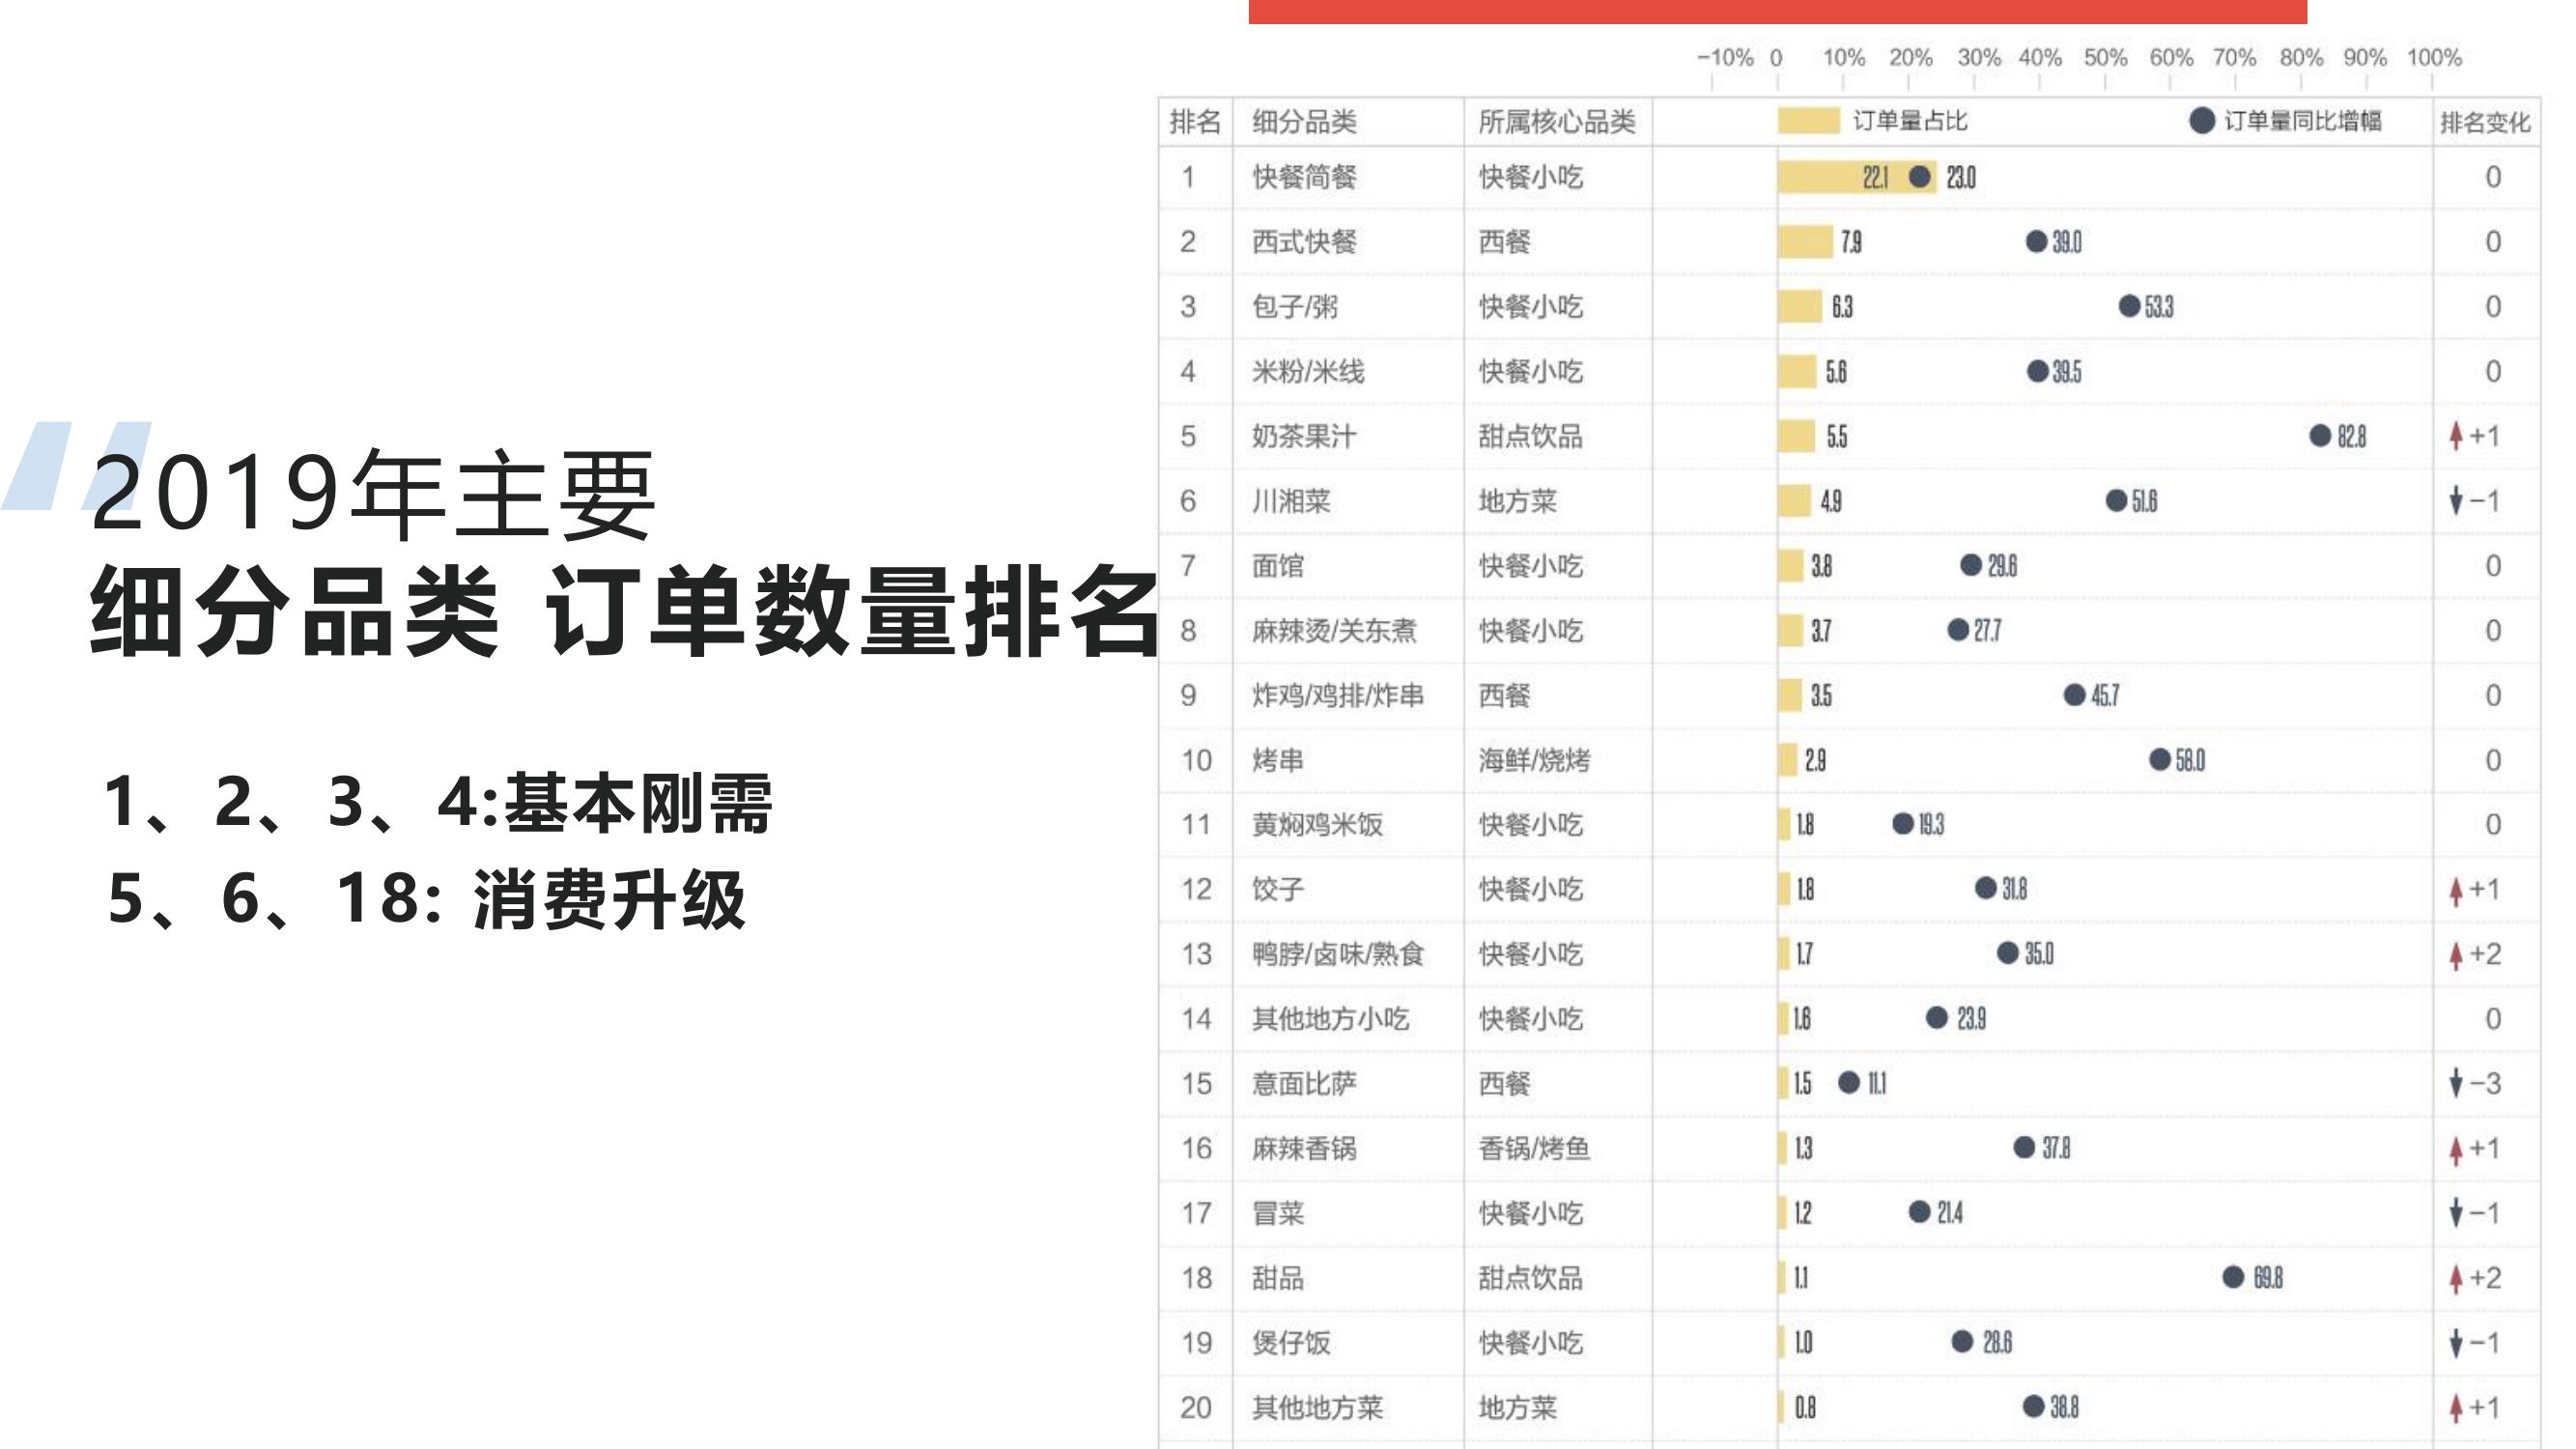 2019年主要
细分品类 订单数量排名
1、2、3、4:基本刚需
5、6、18: 消费升级
−10% 0 10% 20% 30% 40% 50% 60% 70% 80% 90% 100%
排名 细分品类 所属核心品类 订单量占比 订单量同比增幅 排名变化
1 快餐简餐 快餐小吃 22.1 23.0 0
2 西式快餐 西餐 7.9 39.0 0
3 包子/粥 快餐小吃 6.3 53.3 0
4 米粉/米线 快餐小吃 5.6 39.5 0
5 奶茶果汁 甜点饮品 5.5 82.8 +1
6 川湘菜 地方菜 4.9 51.6 −1
7 面馆 快餐小吃 3.8 29.6 0
8 麻辣烫/关东煮 快餐小吃 3.7 27.7 0
9 炸鸡/鸡排/炸串 西餐 3.5 45.7 0
10 烤串 海鲜/烧烤 2.9 58.0 0
11 黄焖鸡米饭 快餐小吃 1.8 19.3 0
12 饺子 快餐小吃 1.8 31.8 +1
13 鸭脖/卤味/熟食 快餐小吃 1.7 35.0 +2
14 其他地方小吃 快餐小吃 1.6 23.9 0
15 意面比萨 西餐 1.5 11.1 −3
16 麻辣香锅 香锅/烤鱼 1.3 37.8 +1
17 冒菜 快餐小吃 1.2 21.4 −1
18 甜品 甜点饮品 1.1 69.8 +2
19 煲仔饭 快餐小吃 1.0 28.6 −1
20 其他地方菜 地方菜 0.8 38.8 +1